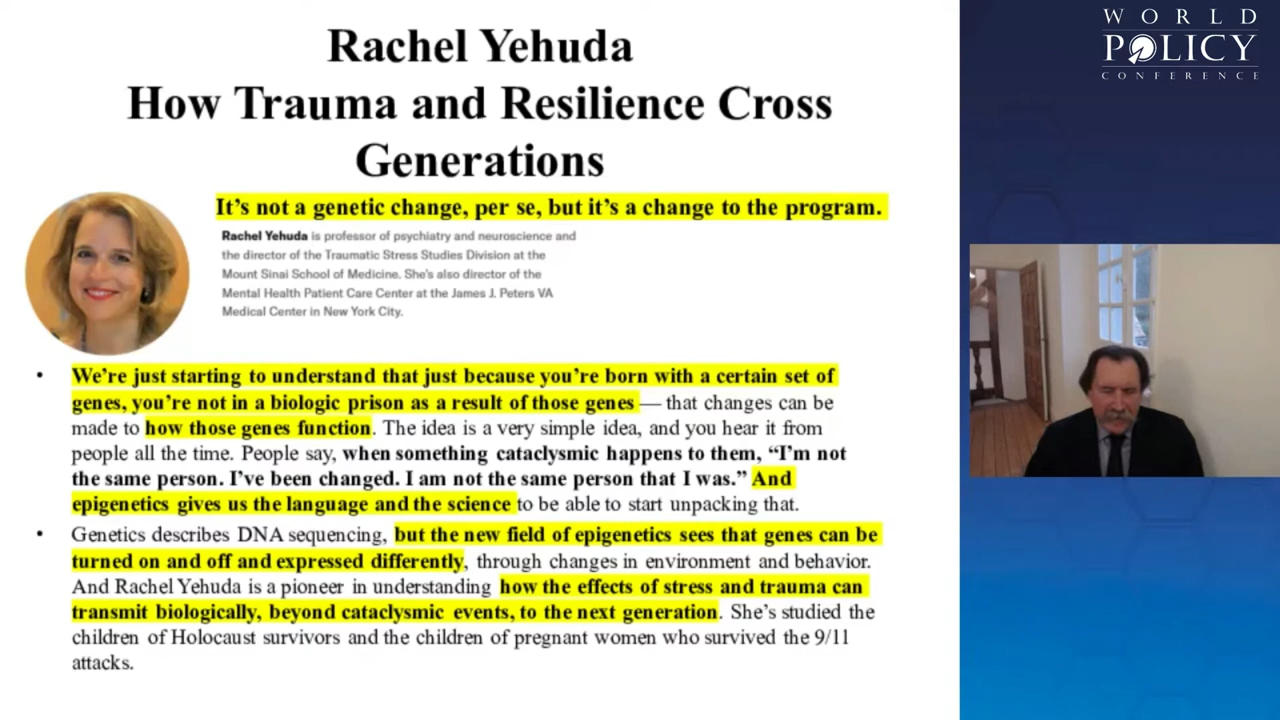 Rachel Yehuda
How Trauma and Resilience Cross
Generations
It’s not a genetic change, per se, but it’s a change to the program.
Rachel Yehuda is professor of psychiatry and neuroscience and
the director of the Traumatic Stress Studies Division at the
Mount Sinai School of Medicine. She’s also director of the
Mental Health Patient Care Center at the James J. Peters VA
Medical Center in New York City.
• We’re just starting to understand that just because you’re born with a certain set of
genes, you’re not in a biologic prison as a result of those genes — that changes can be
made to how those genes function. The idea is a very simple idea, and you hear it from
people all the time. People say, when something cataclysmic happens to them, “I’m not
the same person. I’ve been changed. I am not the same person that I was.” And
epigenetics gives us the language and the science to be able to start unpacking that.
• Genetics describes DNA sequencing, but the new field of epigenetics sees that genes can be
turned on and off and expressed differently, through changes in environment and behavior.
And Rachel Yehuda is a pioneer in understanding how the effects of stress and trauma can
transmit biologically, beyond cataclysmic events, to the next generation. She’s studied the
children of Holocaust survivors and the children of pregnant women who survived the 9/11
attacks.
WORLD
POLICY
CONFERENCE